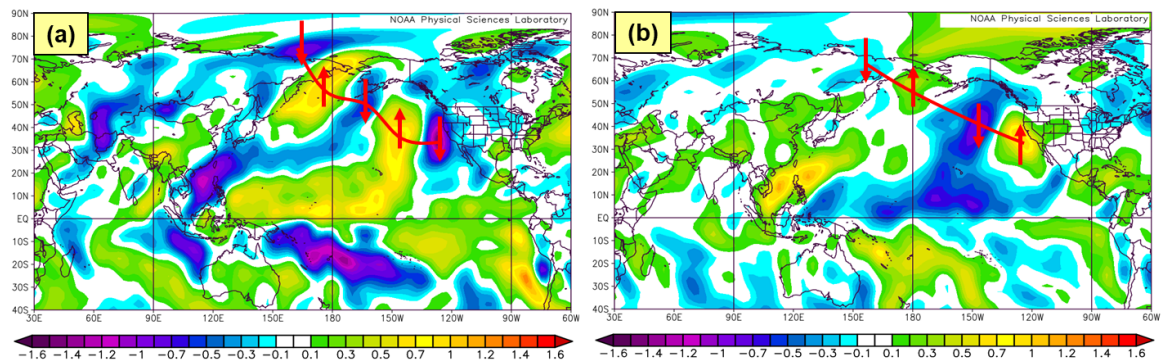 (a)
NOAA Physical Sciences Laboratory
90N
80N
70N
60N
50N
40N
30N
20N
10N
EQ
10S
20S
30S
40S
30E 60E 90E 120E 150E 180 150W 120W 90W 60W
-1.6 -1.4 -1.2 -1 -0.7 -0.5 -0.3 -0.1 0.1 0.3 0.5 0.7 1 1.2 1.4 1.6
(b)
NOAA Physical Sciences Laboratory
90N
80N
70N
60N
50N
40N
30N
20N
10N
EQ
10S
20S
30S
40S
30E 60E 90E 120E 150E 180 150W 120W 90W 60W
-1.6 -1.4 -1.2 -1 -0.7 -0.5 -0.3 -0.1 0.1 0.3 0.5 0.7 1 1.2 1.4 1.6